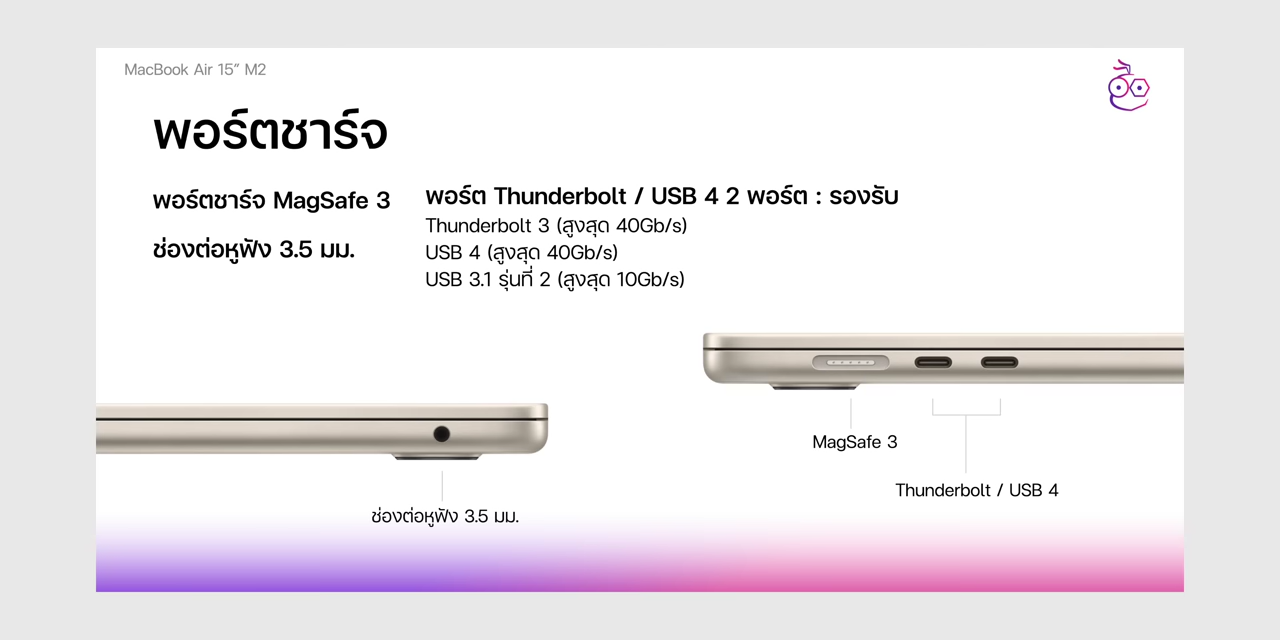 MacBook Air 15” M2
พอร์ตชาร์จ
พอร์ตชาร์จ MagSafe 3
ช่องต่อหูฟัง 3.5 มม.
พอร์ต Thunderbolt / USB 4 2 พอร์ต : รองรับ
Thunderbolt 3 (สูงสุด 40Gb/s)
USB 4 (สูงสุด 40Gb/s)
USB 3.1 รุ่นที่ 2 (สูงสุด 10Gb/s)
MagSafe 3
Thunderbolt / USB 4
ช่องต่อหูฟัง 3.5 มม.